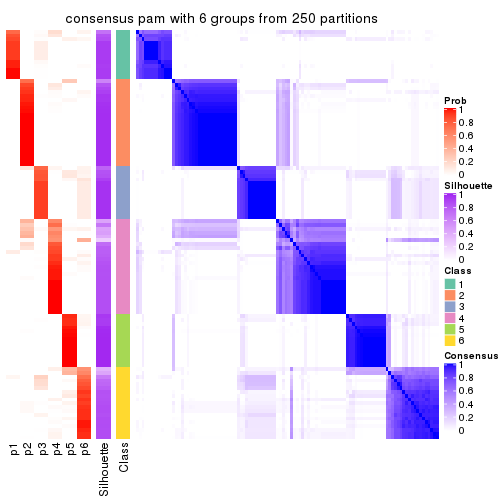 consensus pam with 6 groups from 250 partitions
Prob
1
0.8
0.6
0.4
0.2
0
Silhouette
1
0.8
0.6
0.4
0.2
0
Class
1
2
3
4
5
6
Consensus
1
0.8
0.6
0.4
0.2
0
p1
p2
p3
p4
p5
p6
Silhouette
Class